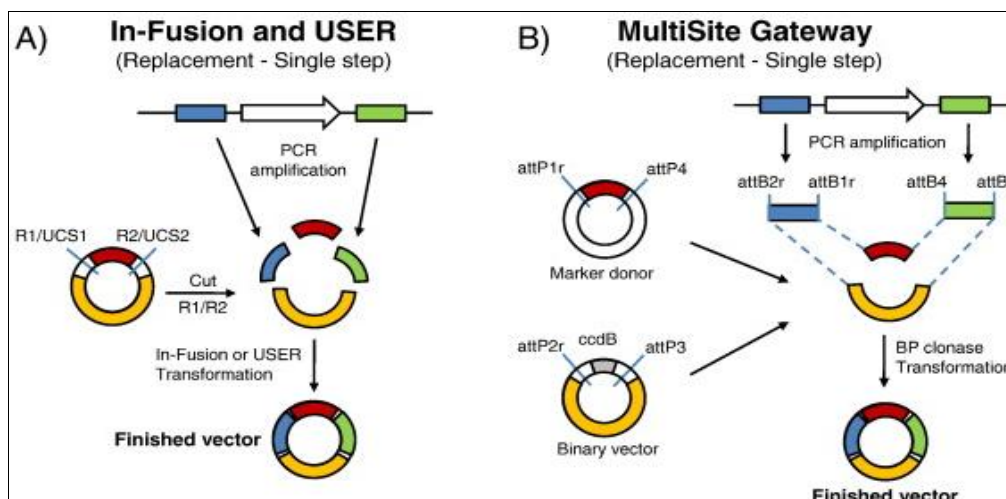 A)
In-Fusion and USER
(Replacement - Single step)
PCR
amplification
R1/UCS1
R2/UCS2
Cut
R1/R2
In-Fusion or USER
Transformation
Finished vector
B)
MultiSite Gateway
(Replacement - Single step)
PCR amplification
attP1r
attP4
attB2r
attB1r
attB4
Marker donor
attP2r
ccdB
attP3
Binary vector
BP clonase
Transformation
Finished vector